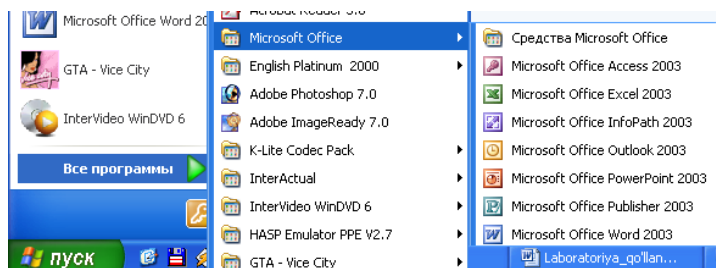 Microsoft Office Word 20
GTA - Vice City
InterVideo WinDVD 6
Все программы
пуск
Acrobat Reader 5.0
Microsoft Office
English Platinum 2000
Adobe Photoshop 7.0
Adobe ImageReady 7.0
K-Lite Codec Pack
InterActual
InterVideo WinDVD 6
HASP Emulator PPE V2.7
GTA - Vice City
Средства Microsoft Office
Microsoft Office Access 2003
Microsoft Office Excel 2003
Microsoft Office InfoPath 2003
Microsoft Office Outlook 2003
Microsoft Office PowerPoint 2003
Microsoft Office Publisher 2003
Microsoft Office Word 2003
Laboratoriya_qo'llan...